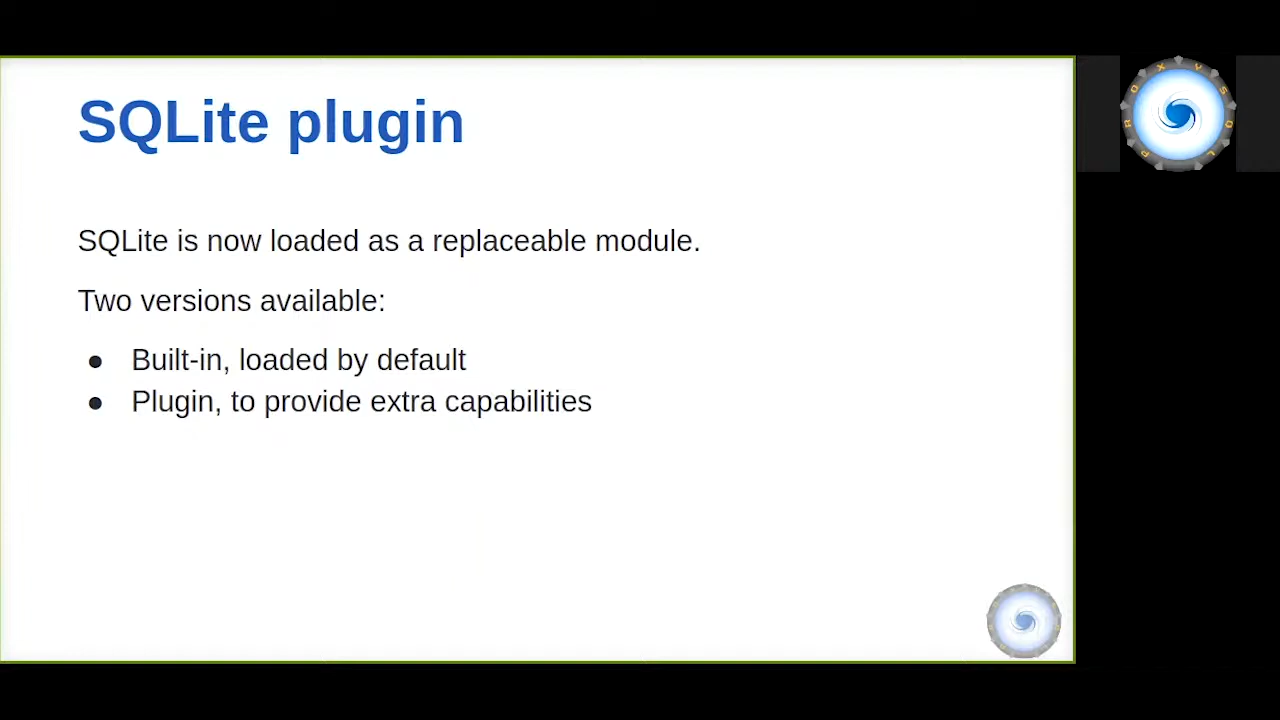 SQLite plugin
SQLite is now loaded as a replaceable module.
Two versions available:
● Built-in, loaded by default
● Plugin, to provide extra capabilities
PROXYSQL